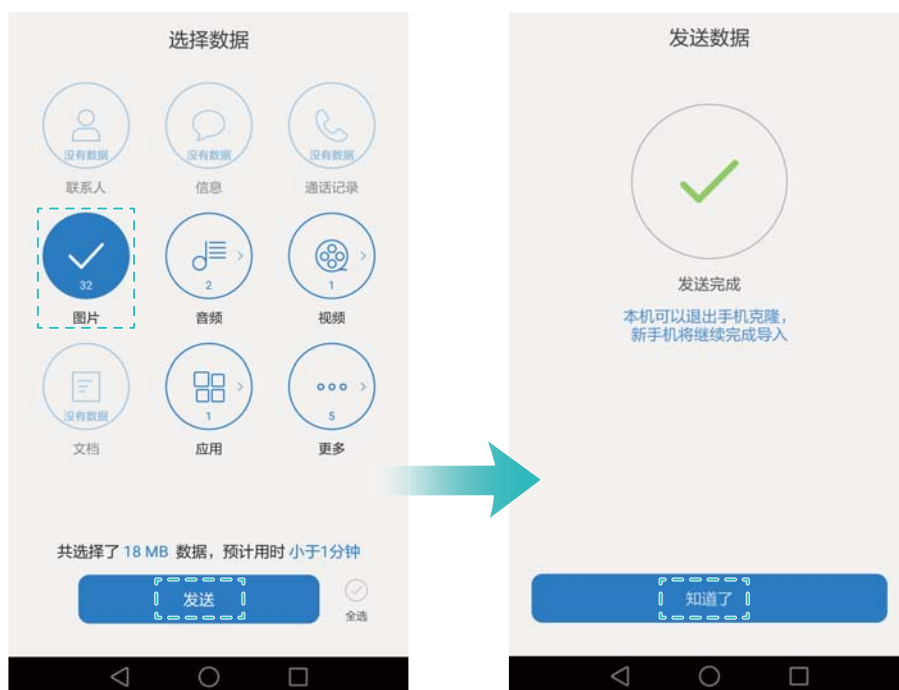 选择数据
没有数据
没有数据
没有数据
联系人
信息
通话记录
32
2
1
图片
音频
视频
没有数据
1
5
文档
应用
更多
共选择了 18 MB 数据，预计用时 小于1分钟
发送
全选
发送数据
发送完成
本机可以退出手机克隆，
新手机将继续完成导入
知道了